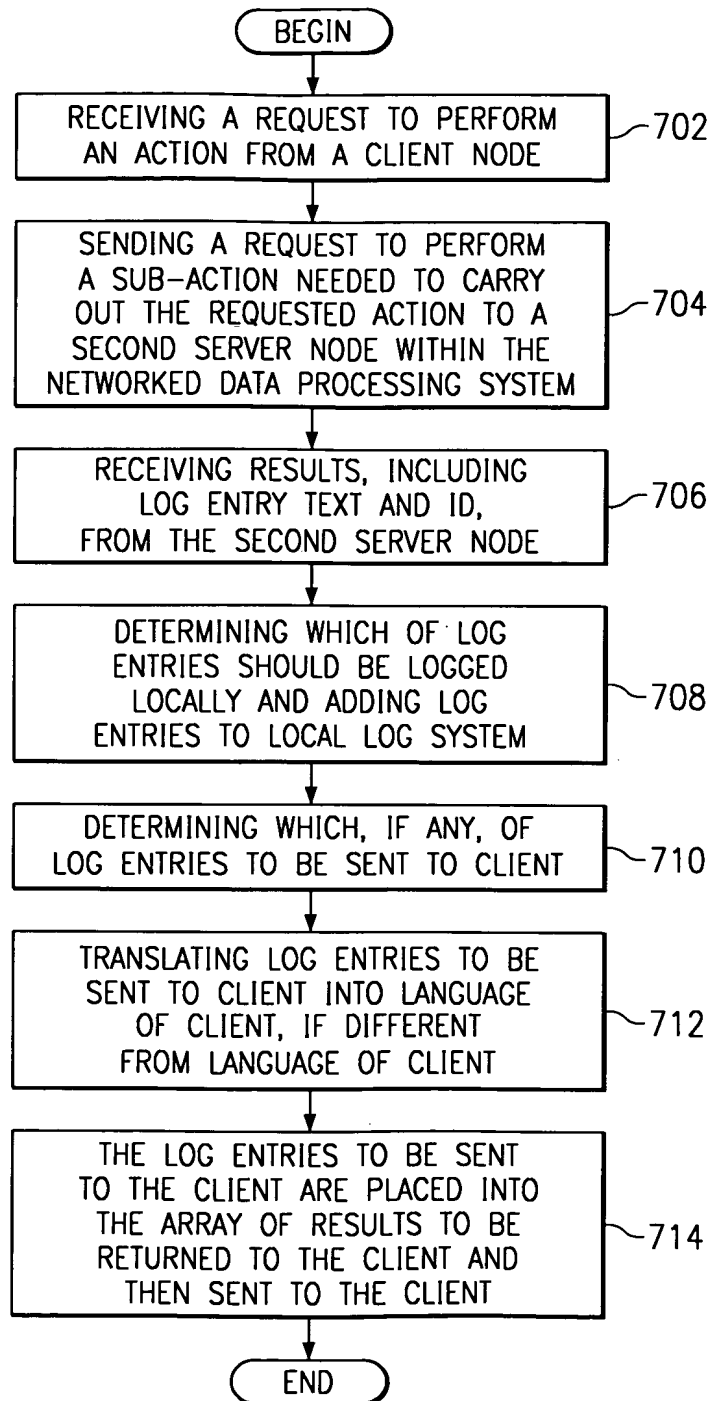 BEGIN
RECEIVING A REQUEST TO PERFORM
AN ACTION FROM A CLIENT NODE
702
SENDING A REQUEST TO PERFORM
A SUB-ACTION NEEDED TO CARRY
OUT THE REQUESTED ACTION TO A
SECOND SERVER NODE WITHIN THE
NETWORKED DATA PROCESSING SYSTEM
704
RECEIVING RESULTS, INCLUDING
LOG ENTRY TEXT AND ID,
FROM THE SECOND SERVER NODE
706
DETERMINING WHICH OF LOG
ENTRIES SHOULD BE LOGGED
LOCALLY AND ADDING LOG
ENTRIES TO LOCAL LOG SYSTEM
708
DETERMINING WHICH, IF ANY, OF
LOG ENTRIES TO BE SENT TO CLIENT
710
TRANSLATING LOG ENTRIES TO BE
SENT TO CLIENT INTO LANGUAGE
OF CLIENT, IF DIFFERENT
FROM LANGUAGE OF CLIENT
712
THE LOG ENTRIES TO BE SENT
TO THE CLIENT ARE PLACED INTO
THE ARRAY OF RESULTS TO BE
RETURNED TO THE CLIENT AND
THEN SENT TO THE CLIENT
714
END